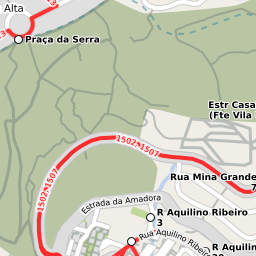 Alta
Praça da Serra
Estr Casa
(Fte Vila
1502•1507
Rua Mina Grande
7
1502•1507
Estrada da Amadora
R Aquilino Ribeiro
3
Rua Aquilino Ribeiro
R Aquilin